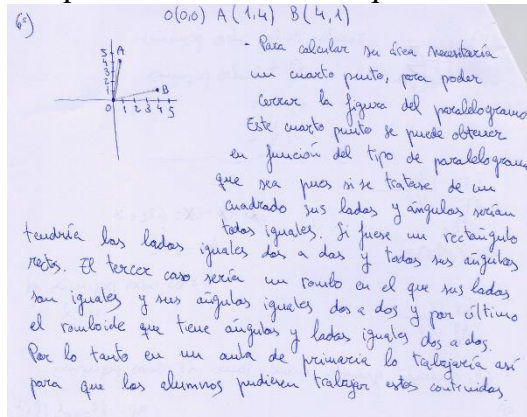 6º) O(0,0) A(1,4) B(4,1)
5 A
4
3
2
1 B
0 1 2 3 4 5
- Para calcular su área necesitaría
un cuarto punto, para poder
cerrar la figura del paralelogramo
Este cuarto punto se puede obtener
en función del tipo de paralelogramo
que sea pues si se tratase de un
cuadrado sus lados y ángulos serían
todos iguales. Si fuese un rectángulo
tendría los lados iguales dos a dos y todos sus ángulos
rectos. El tercer caso sería un rombo en el que sus lados
son iguales y sus ángulos iguales dos a dos y por último
el romboide que tiene ángulos y lados iguales dos a dos.
Por lo tanto en un aula de primaria lo trabajaría así
para que los alumnos pudiesen trabajar estos contenidos